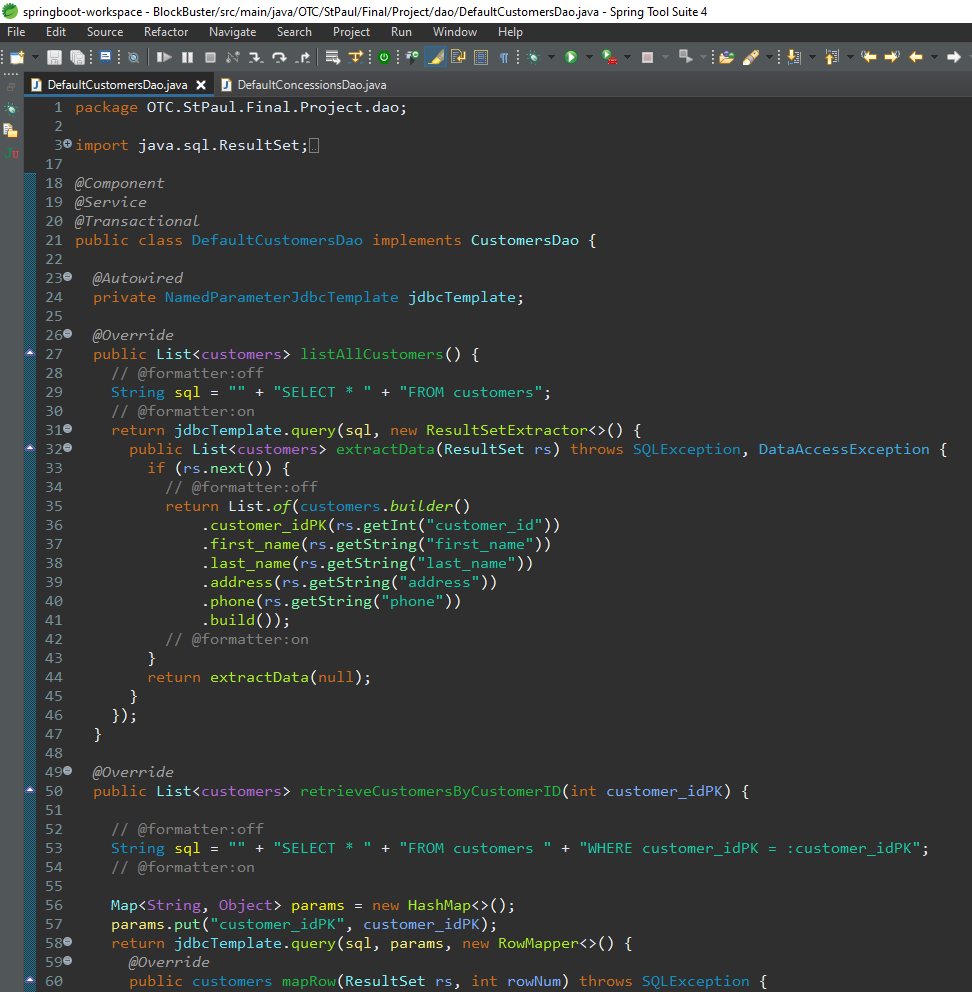 springboot-workspace - BlockBuster/src/main/java/OTC/StPaul/Final/Project/dao/DefaultCustomersDao.java - Spring Tool Suite 4
File Edit Source Refactor Navigate Search Project Run Window Help
DefaultCustomersDao.java DefaultConcessionsDao.java
1 package OTC.StPaul.Final.Project.dao;
2
3 import java.sql.ResultSet;
17
18 @Component
19 @Service
20 @Transactional
21 public class DefaultCustomersDao implements CustomersDao {
22
23 @Autowired
24 private NamedParameterJdbcTemplate jdbcTemplate;
25
26 @Override
27 public List<customers> listAllCustomers() {
28 // @formatter:off
29 String sql = "" + "SELECT * " + "FROM customers";
30 // @formatter:on
31 return jdbcTemplate.query(sql, new ResultSetExtractor<>() {
32 public List<customers> extractData(ResultSet rs) throws SQLException, DataAccessException {
33 if (rs.next()) {
34 // @formatter:off
35 return List.of(customers.builder()
36 .customer_idPK(rs.getInt("customer_id"))
37 .first_name(rs.getString("first_name"))
38 .last_name(rs.getString("last_name"))
39 .address(rs.getString("address"))
40 .phone(rs.getString("phone"))
41 .build());
42 // @formatter:on
43 }
44 return extractData(null);
45 }
46 });
47 }
48
49 @Override
50 public List<customers> retrieveCustomersByCustomerID(int customer_idPK) {
51
52 // @formatter:off
53 String sql = "" + "SELECT * " + "FROM customers " + "WHERE customer_idPK = :customer_idPK";
54 // @formatter:on
55
56 Map<String, Object> params = new HashMap<>();
57 params.put("customer_idPK", customer_idPK);
58 return jdbcTemplate.query(sql, params, new RowMapper<>() {
59 @Override
60 public customers mapRow(ResultSet rs, int rowNum) throws SQLException {